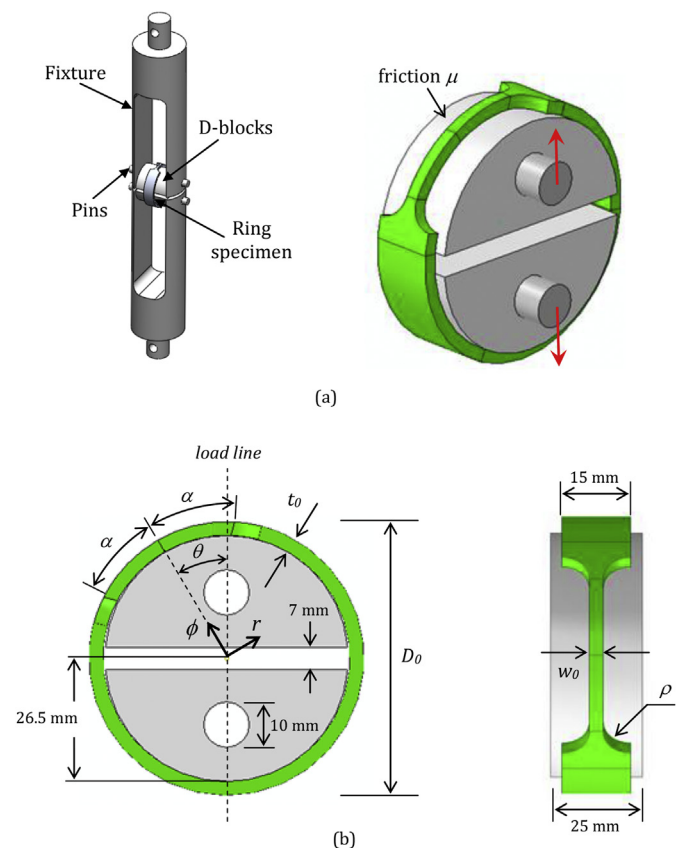 Fixture
D-blocks
Pins
Ring
specimen
friction μ
(a)
load line
α
α
t₀
θ
7 mm
ϕ
r
D₀
26.5 mm
10 mm
15 mm
w₀
ρ
25 mm
(b)